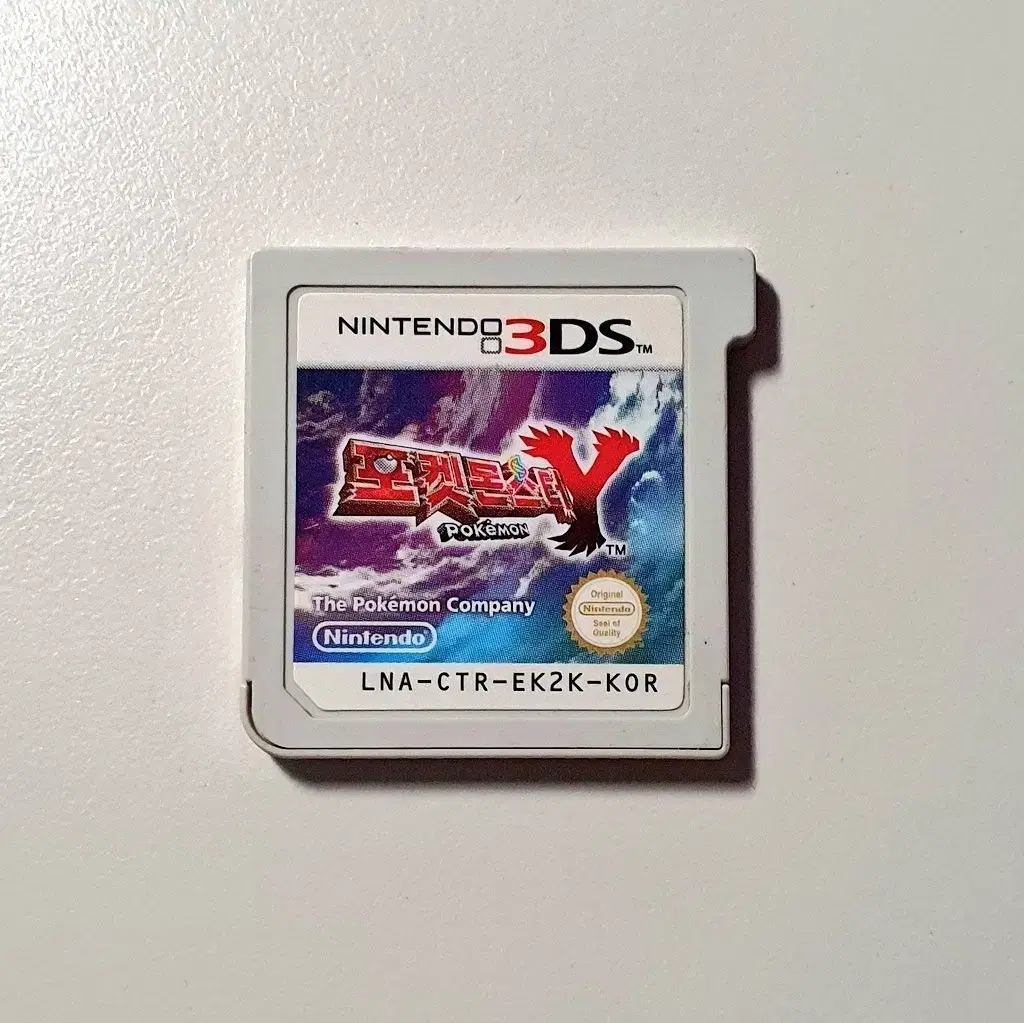 NINTENDO 3DS™
포켓몬스터 Y
POKéMON
TM
The Pokémon Company
Nintendo®
Original
Nintendo
Seal of
Quality
LNA-CTR-EK2K-KOR